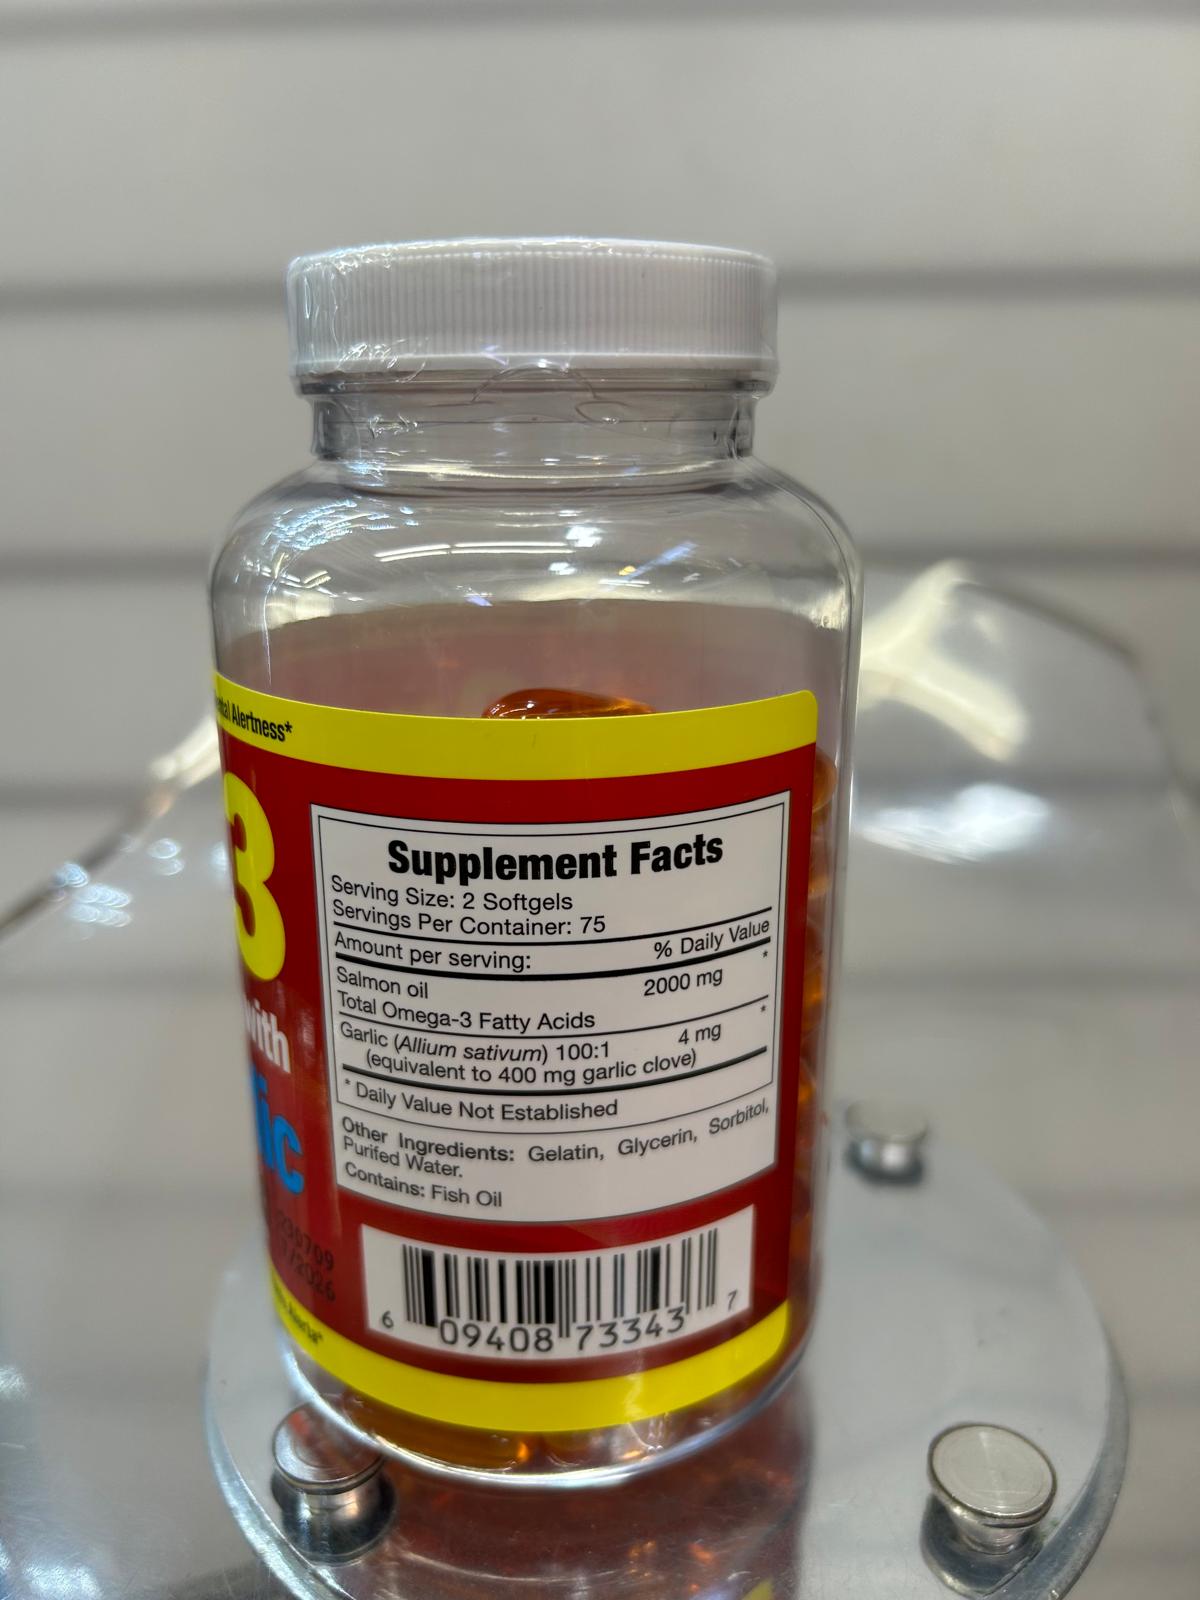 Alertness*
3
with
Supplement Facts
Serving Size: 2 Softgels
Servings Per Container: 75
Amount per serving: % Daily Value
Salmon oil 2000 mg *
Total Omega-3 Fatty Acids
Garlic (Allium sativum) 100:1 4 mg *
(equivalent to 400 mg garlic clove)
* Daily Value Not Established
Other Ingredients: Gelatin, Glycerin, Sorbitol,
Purifed Water.
Contains: Fish Oil
6 09408 73343 7